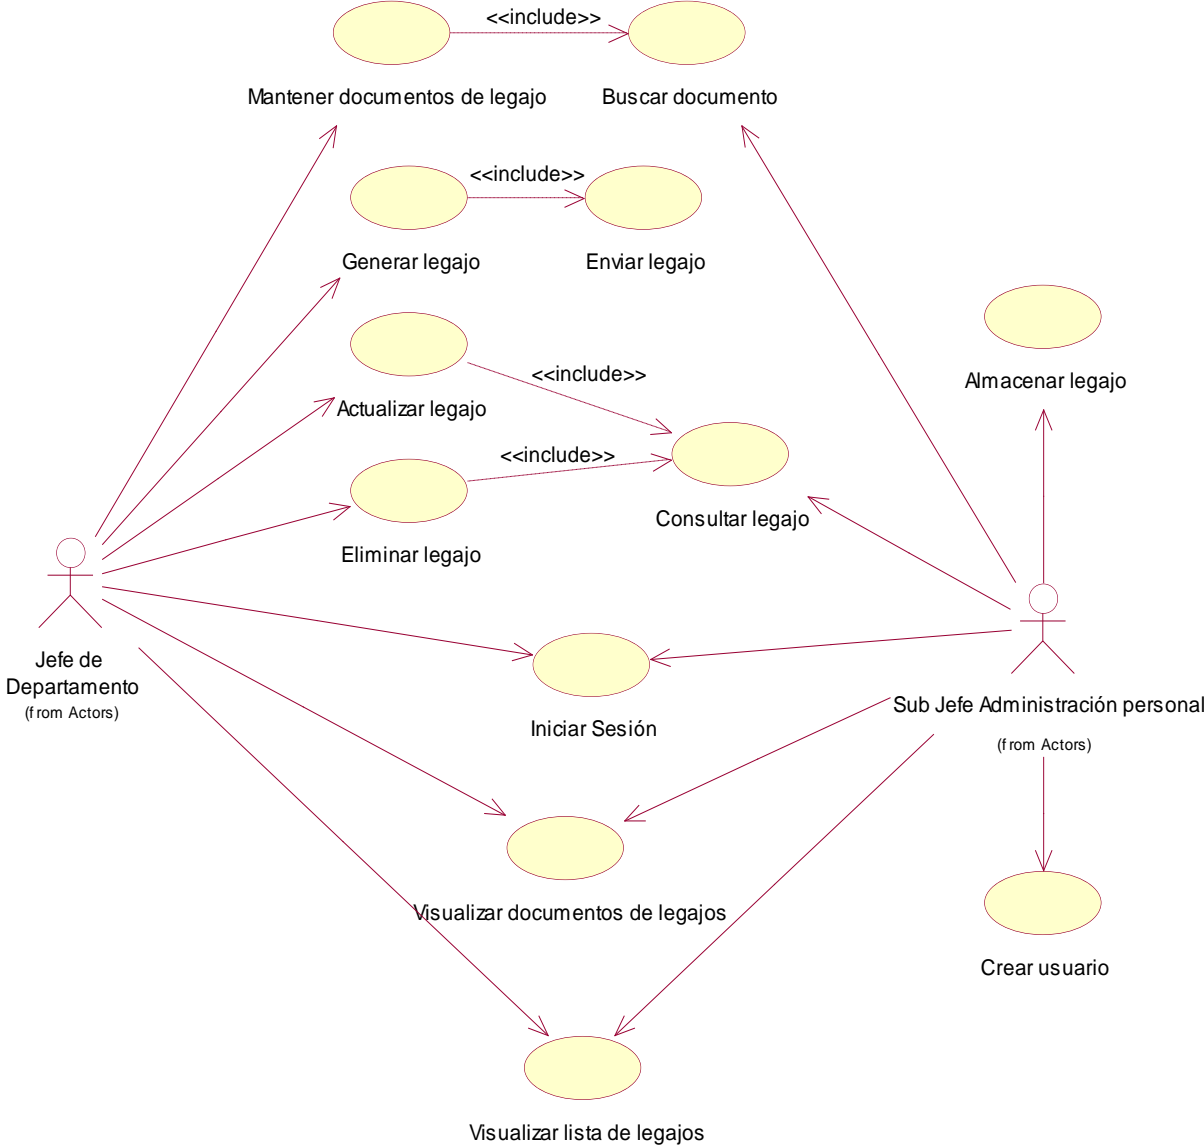 <<include>>
Mantener documentos de legajo
Buscar documento
<<include>>
Generar legajo
Enviar legajo
<<include>>
Almacenar legajo
Actualizar legajo
<<include>>
Consultar legajo
Eliminar legajo
Jefe de
Departamento
(from Actors)
Iniciar Sesión
Sub Jefe Administración personal
(from Actors)
Visualizar documentos de legajos
Crear usuario
Visualizar lista de legajos